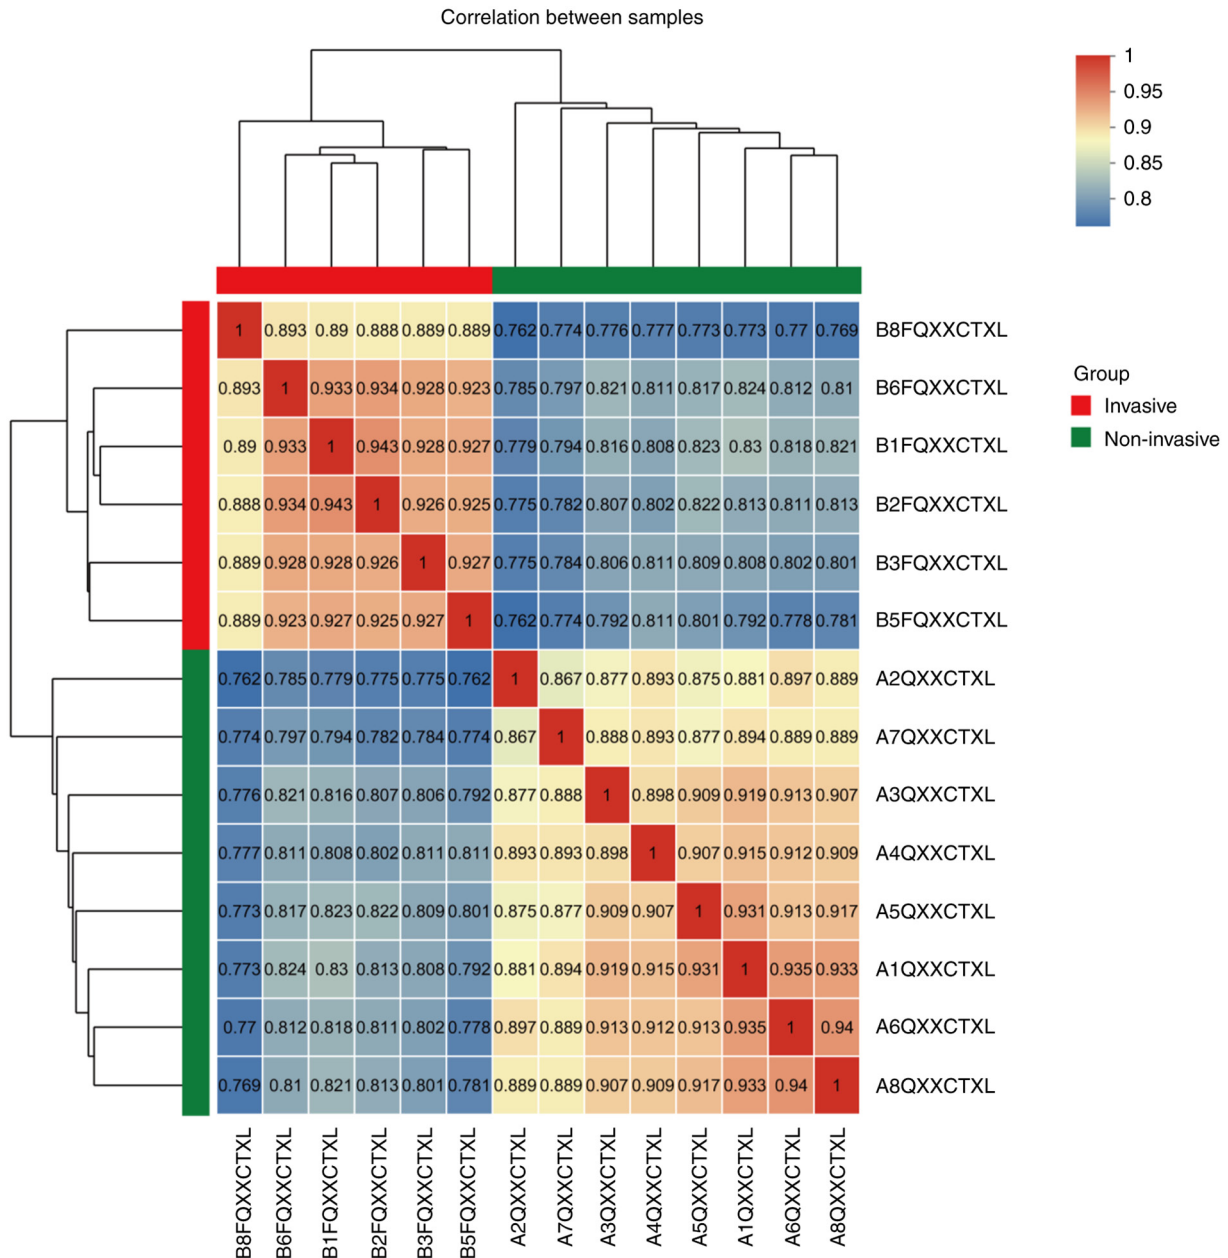 Correlation between samples
1
0.95
0.9
0.85
0.8
Group
Invasive
Non-invasive
1 0.893 0.89 0.888 0.889 0.889 0.762 0.774 0.776 0.777 0.773 0.773 0.77 0.769 B8FQXXCTXL
0.893 1 0.933 0.934 0.928 0.923 0.785 0.797 0.821 0.811 0.817 0.824 0.812 0.81 B6FQXXCTXL
0.89 0.933 1 0.943 0.928 0.927 0.779 0.794 0.816 0.808 0.823 0.83 0.818 0.821 B1FQXXCTXL
0.888 0.934 0.943 1 0.926 0.925 0.775 0.782 0.807 0.802 0.822 0.813 0.811 0.813 B2FQXXCTXL
0.889 0.928 0.928 0.926 1 0.927 0.775 0.784 0.806 0.811 0.809 0.808 0.802 0.801 B3FQXXCTXL
0.889 0.923 0.927 0.925 0.927 1 0.762 0.774 0.792 0.811 0.801 0.792 0.778 0.781 B5FQXXCTXL
0.762 0.785 0.779 0.775 0.775 0.762 1 0.867 0.877 0.893 0.875 0.881 0.897 0.889 A2QXXCTXL
0.774 0.797 0.794 0.782 0.784 0.774 0.867 1 0.888 0.893 0.877 0.894 0.889 0.889 A7QXXCTXL
0.776 0.821 0.816 0.807 0.806 0.792 0.877 0.888 1 0.898 0.909 0.919 0.913 0.907 A3QXXCTXL
0.777 0.811 0.808 0.802 0.811 0.811 0.893 0.893 0.898 1 0.907 0.915 0.912 0.909 A4QXXCTXL
0.773 0.817 0.823 0.822 0.809 0.801 0.875 0.877 0.909 0.907 1 0.931 0.913 0.917 A5QXXCTXL
0.773 0.824 0.83 0.813 0.808 0.792 0.881 0.894 0.919 0.915 0.931 1 0.935 0.933 A1QXXCTXL
0.77 0.812 0.818 0.811 0.802 0.778 0.897 0.889 0.913 0.912 0.913 0.935 1 0.94 A6QXXCTXL
0.769 0.81 0.821 0.813 0.801 0.781 0.889 0.889 0.907 0.909 0.917 0.933 0.94 1 A8QXXCTXL
B8FQXXCTXL
B6FQXXCTXL
B1FQXXCTXL
B2FQXXCTXL
B3FQXXCTXL
B5FQXXCTXL
A2QXXCTXL
A7QXXCTXL
A3QXXCTXL
A4QXXCTXL
A5QXXCTXL
A1QXXCTXL
A6QXXCTXL
A8QXXCTXL